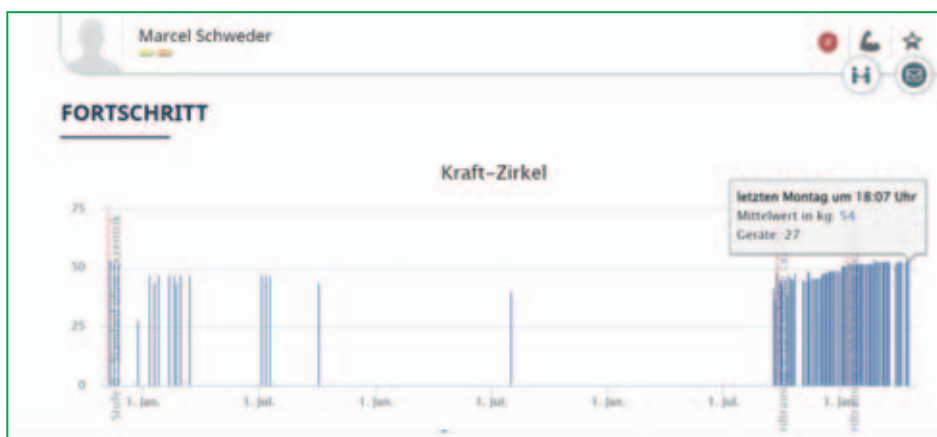 Marcel Schweder
FORTSCHRITT
Kraft-Zirkel
letzten Montag um 18:07 Uhr
Mittelwert in kg: 54
Geräte: 27
75
50
25
0
1. Jan.
1. Jul.
1. Jan.
1. Jul.
1. Jan.
1. Jul.
1. Jan.